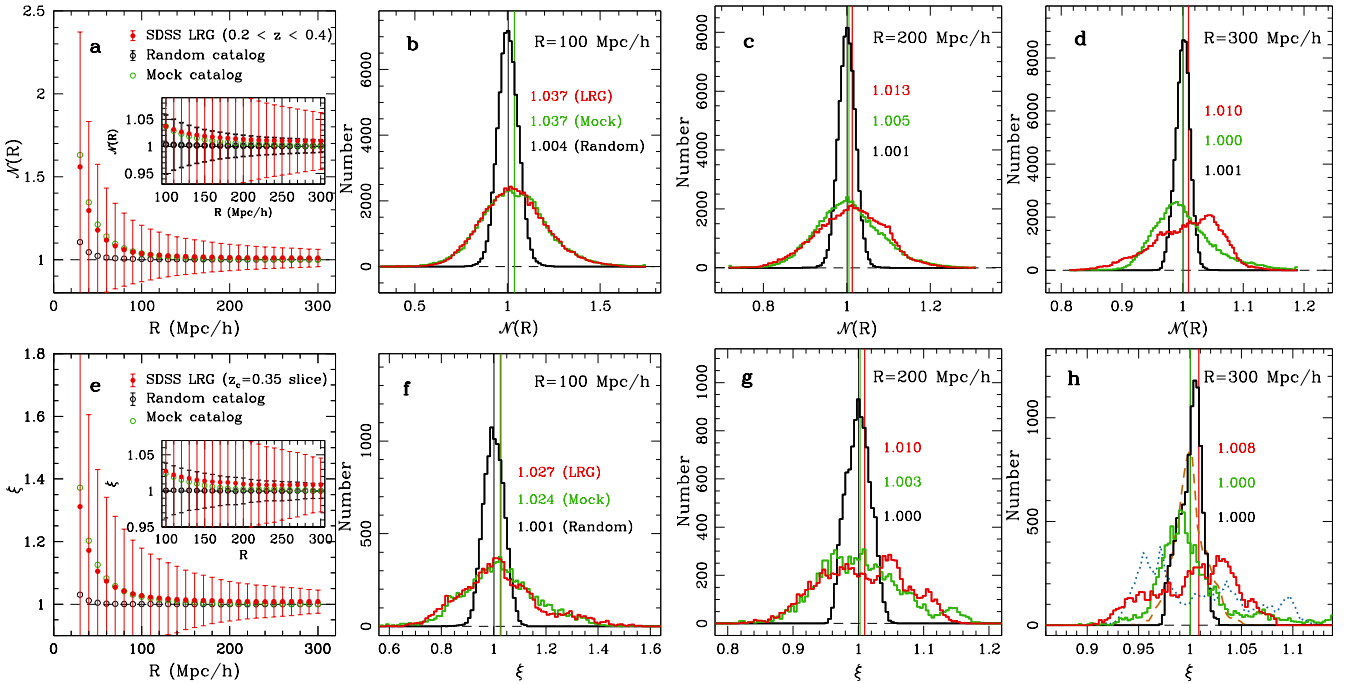 a
SDSS LRG (0.2 < z < 0.4)
Random catalog
Mock catalog
2.5
2
1.5
1
𝒩(R)
1.05
1
0.95
𝒩(R)
100 150 200 250 300
R (Mpc/h)
0 100 200 300
R (Mpc/h)
b
R=100 Mpc/h
1.037 (LRG)
1.037 (Mock)
1.004 (Random)
Number
6000
4000
2000
0
0.5 1 1.5
𝒩(R)
c
R=200 Mpc/h
1.013
1.005
1.001
Number
8000
6000
4000
2000
0
0.8 1 1.2
𝒩(R)
d
R=300 Mpc/h
1.010
1.000
1.001
Number
8000
6000
4000
2000
0
0.8 0.9 1 1.1 1.2
𝒩(R)
e
SDSS LRG (z_c=0.35 slice)
Random catalog
Mock catalog
1.8
1.6
1.4
1.2
1
ξ
1.05
1
0.95
ξ
100 150 200 250 300
R
0 100 200 300
R (Mpc/h)
f
R=100 Mpc/h
1.027 (LRG)
1.024 (Mock)
1.001 (Random)
Number
1000
500
0
0.6 0.8 1 1.2 1.4 1.6
ξ
g
R=200 Mpc/h
1.010
1.003
1.000
Number
1000
800
600
400
200
0
0.8 0.9 1 1.1 1.2
ξ
h
R=300 Mpc/h
1.008
1.000
1.000
Number
1000
500
0
0.9 0.95 1 1.05 1.1
ξ